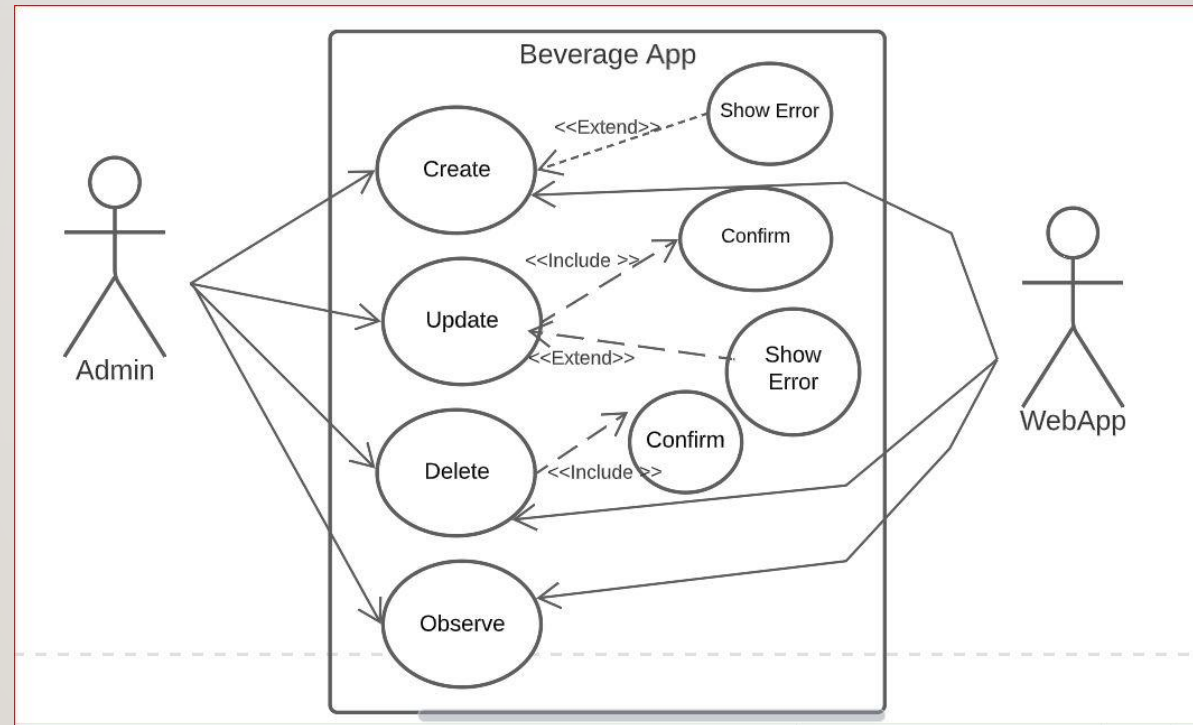 Beverage App
Show Error
<<Extend>>
Create
Confirm
<<Include >>
Update
<<Extend>>
Show
Error
Admin
WebApp
Confirm
Delete
<<Include >>
Observe